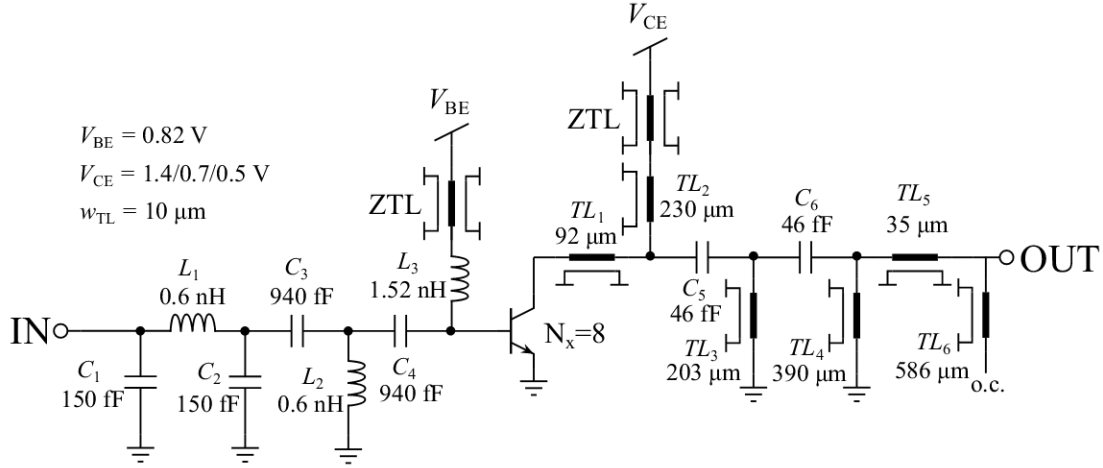 V_CE
ZTL
V_BE
V_BE = 0.82 V
V_CE = 1.4/0.7/0.5 V
w_TL = 10 μm
ZTL
TL_2
230 μm
TL_1
92 μm
C_6
46 fF
TL_5
35 μm
OUT
L_1
0.6 nH
C_3
940 fF
L_3
1.52 nH
C_5
46 fF
IN
N_x=8
C_1
150 fF
C_2
150 fF
L_2
0.6 nH
C_4
940 fF
TL_3
203 μm
TL_4
390 μm
TL_6
586 μm
o.c.